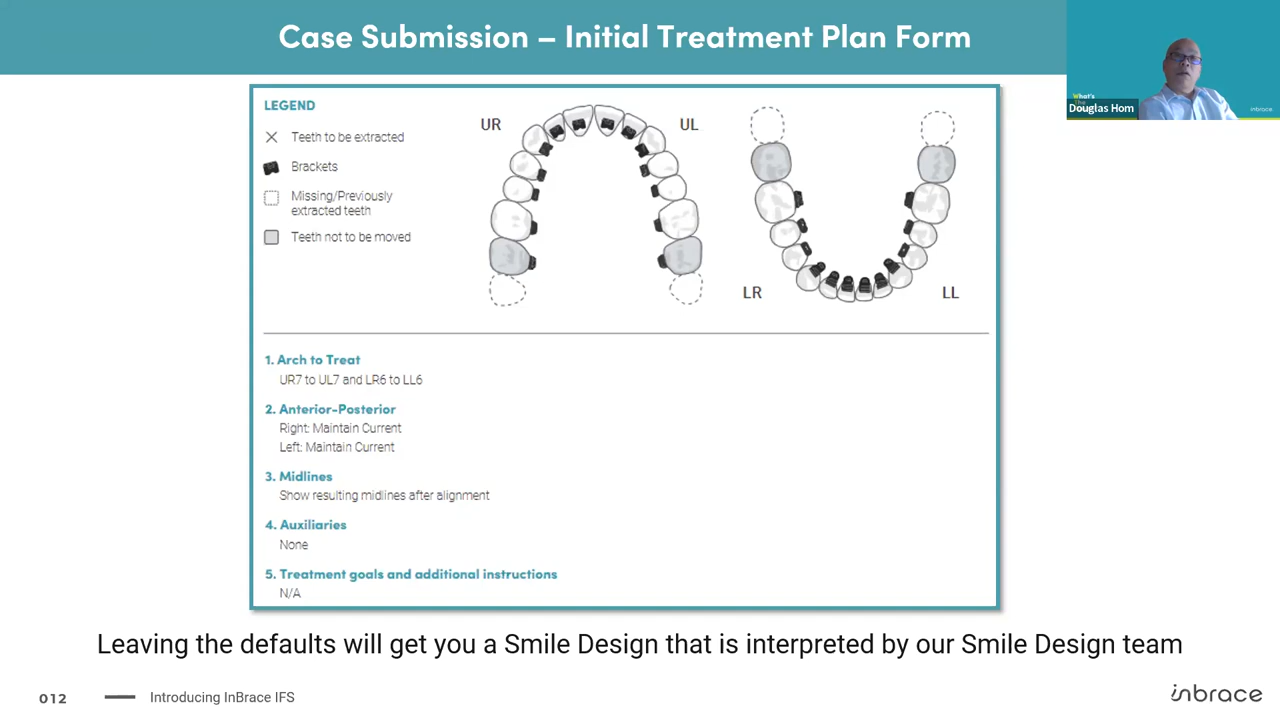 Case Submission – Initial Treatment Plan Form
What's
Douglas Hom
inbrace
LEGEND
Teeth to be extracted
Brackets
Missing/Previously
extracted teeth
Teeth not to be moved
UR
UL
LR
LL
1. Arch to Treat
UR7 to UL7 and LR6 to LL6
2. Anterior-Posterior
Right: Maintain Current
Left: Maintain Current
3. Midlines
Show resulting midlines after alignment
4. Auxiliaries
None
5. Treatment goals and additional instructions
N/A
Leaving the defaults will get you a Smile Design that is interpreted by our Smile Design team
012
Introducing InBrace IFS
inbrace